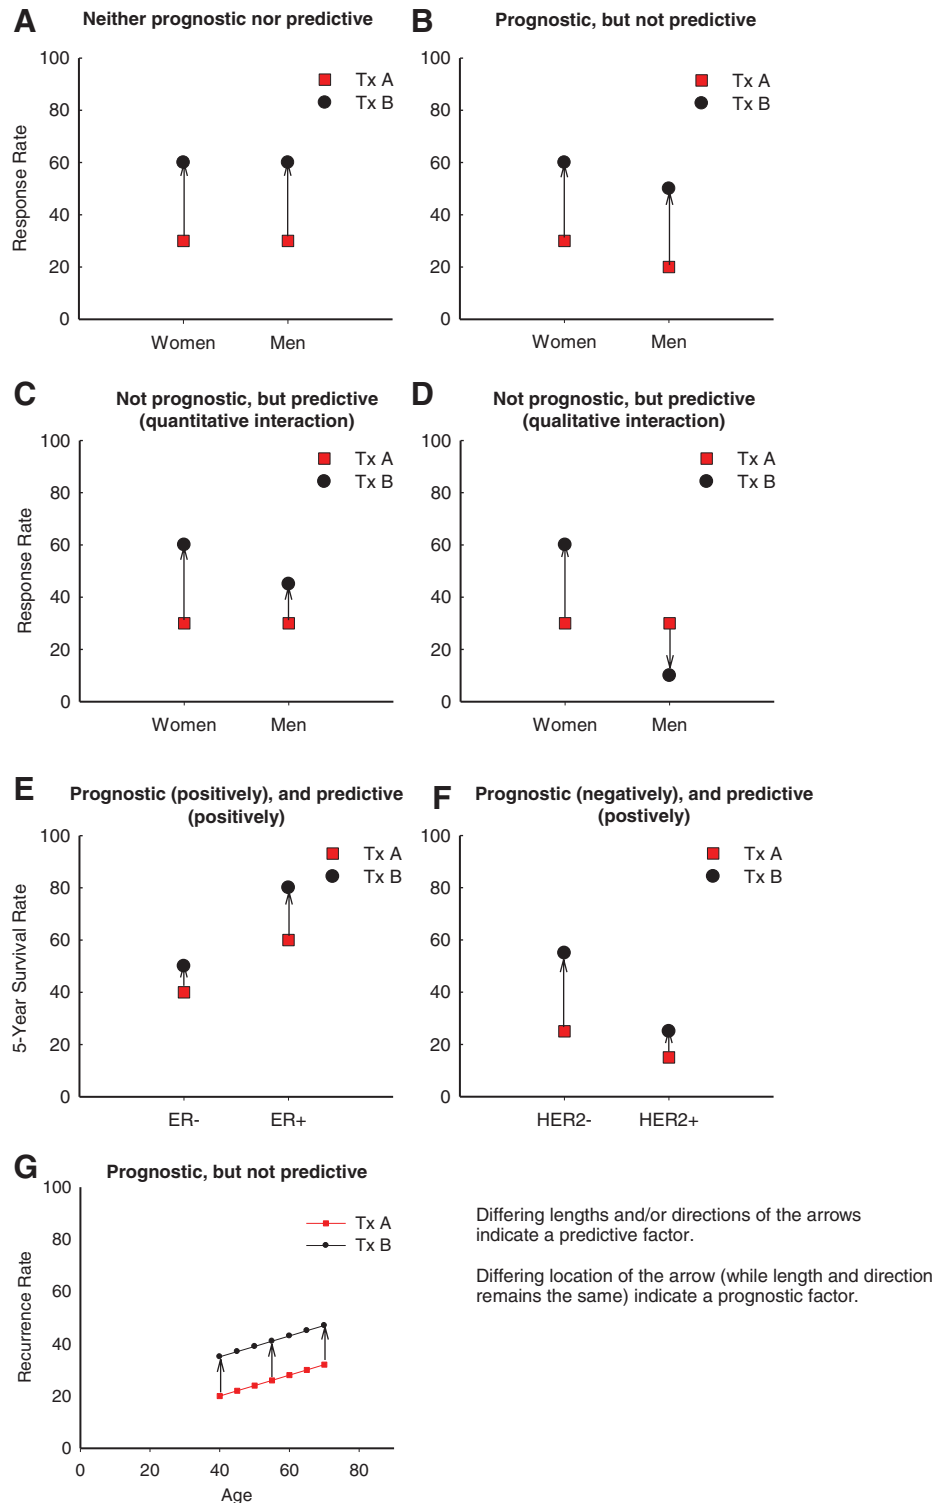 A
Neither prognostic nor predictive
100
80
60
40
20
0
Response Rate
Tx A
Tx B
Women
Men
B
Prognostic, but not predictive
100
80
60
40
20
0
Tx A
Tx B
Women
Men
C
Not prognostic, but predictive
(quantitative interaction)
100
80
60
40
20
0
Response Rate
Tx A
Tx B
Women
Men
D
Not prognostic, but predictive
(qualitative interaction)
100
80
60
40
20
0
Tx A
Tx B
Women
Men
E
Prognostic (positively), and predictive
(positively)
100
80
60
40
20
0
5-Year Survival Rate
Tx A
Tx B
ER-
ER+
F
Prognostic (negatively), and predictive
(postively)
100
80
60
40
20
0
Tx A
Tx B
HER2-
HER2+
G
Prognostic, but not predictive
100
80
60
40
20
0
Recurrence Rate
Tx A
Tx B
0
20
40
60
80
Age
Differing lengths and/or directions of the arrows
indicate a predictive factor.
Differing location of the arrow (while length and direction
remains the same) indicate a prognostic factor.